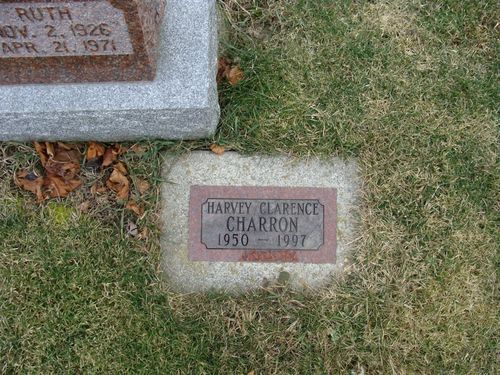 RUTH
NOV. 2, 1926
APR. 21, 1971
HARVEY CLARENCE
CHARRON
1950 — 1997